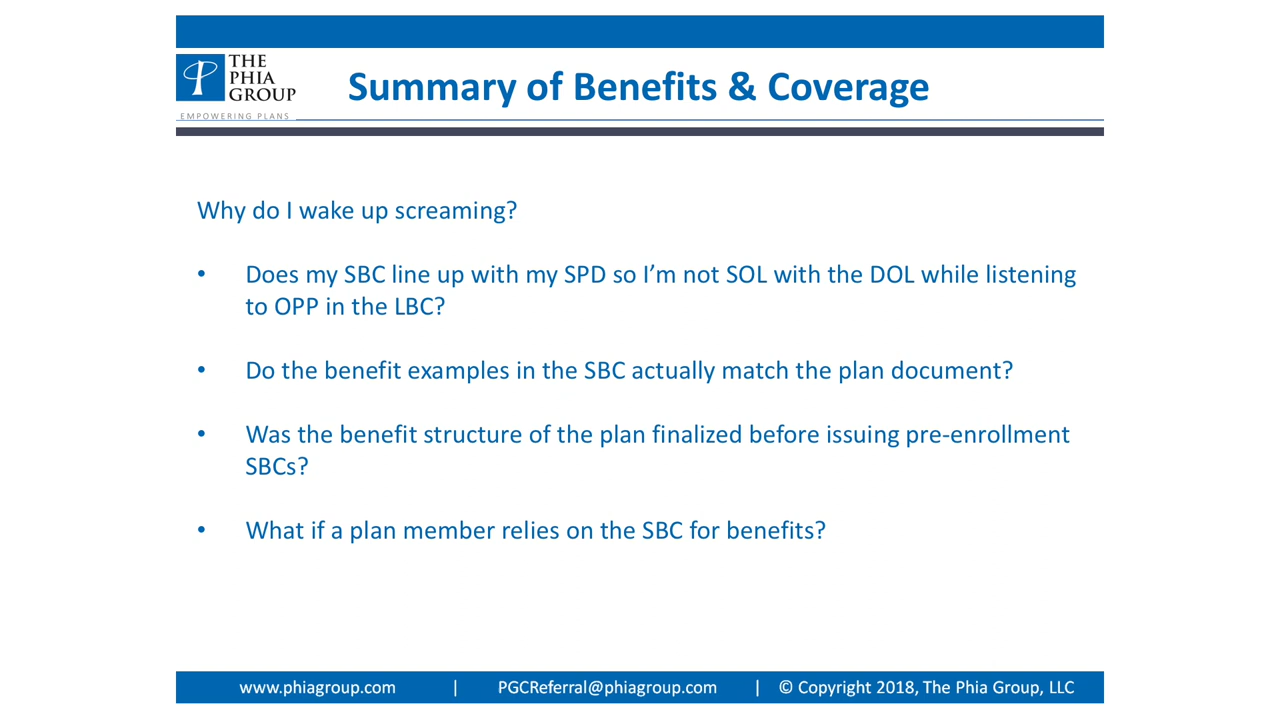 THE
PHIA
GROUP
EMPOWERING PLANS
Summary of Benefits & Coverage
Why do I wake up screaming?
• Does my SBC line up with my SPD so I’m not SOL with the DOL while listening
to OPP in the LBC?
• Do the benefit examples in the SBC actually match the plan document?
• Was the benefit structure of the plan finalized before issuing pre-enrollment
SBCs?
• What if a plan member relies on the SBC for benefits?
www.phiagroup.com | PGCReferral@phiagroup.com | © Copyright 2018, The Phia Group, LLC